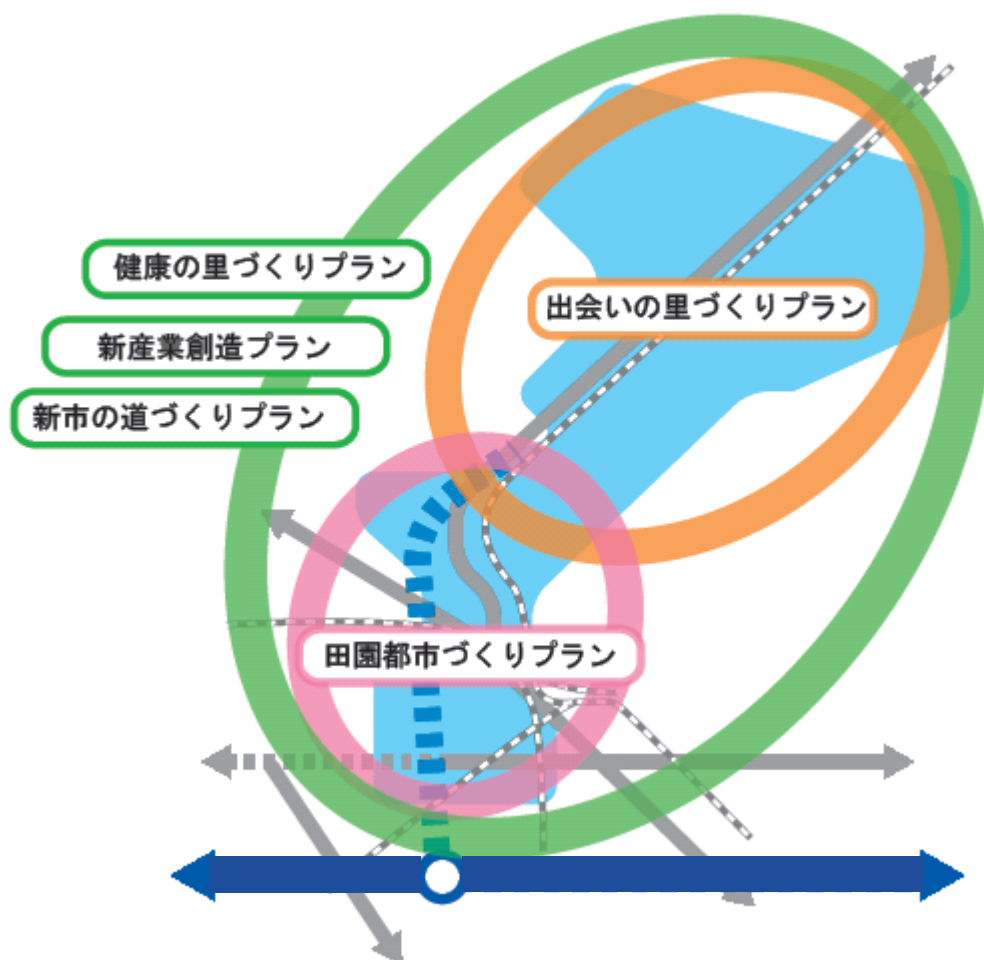 健康の里づくりプラン
出会いの里づくりプラン
新産業創造プラン
新市の道づくりプラン
田園都市づくりプラン